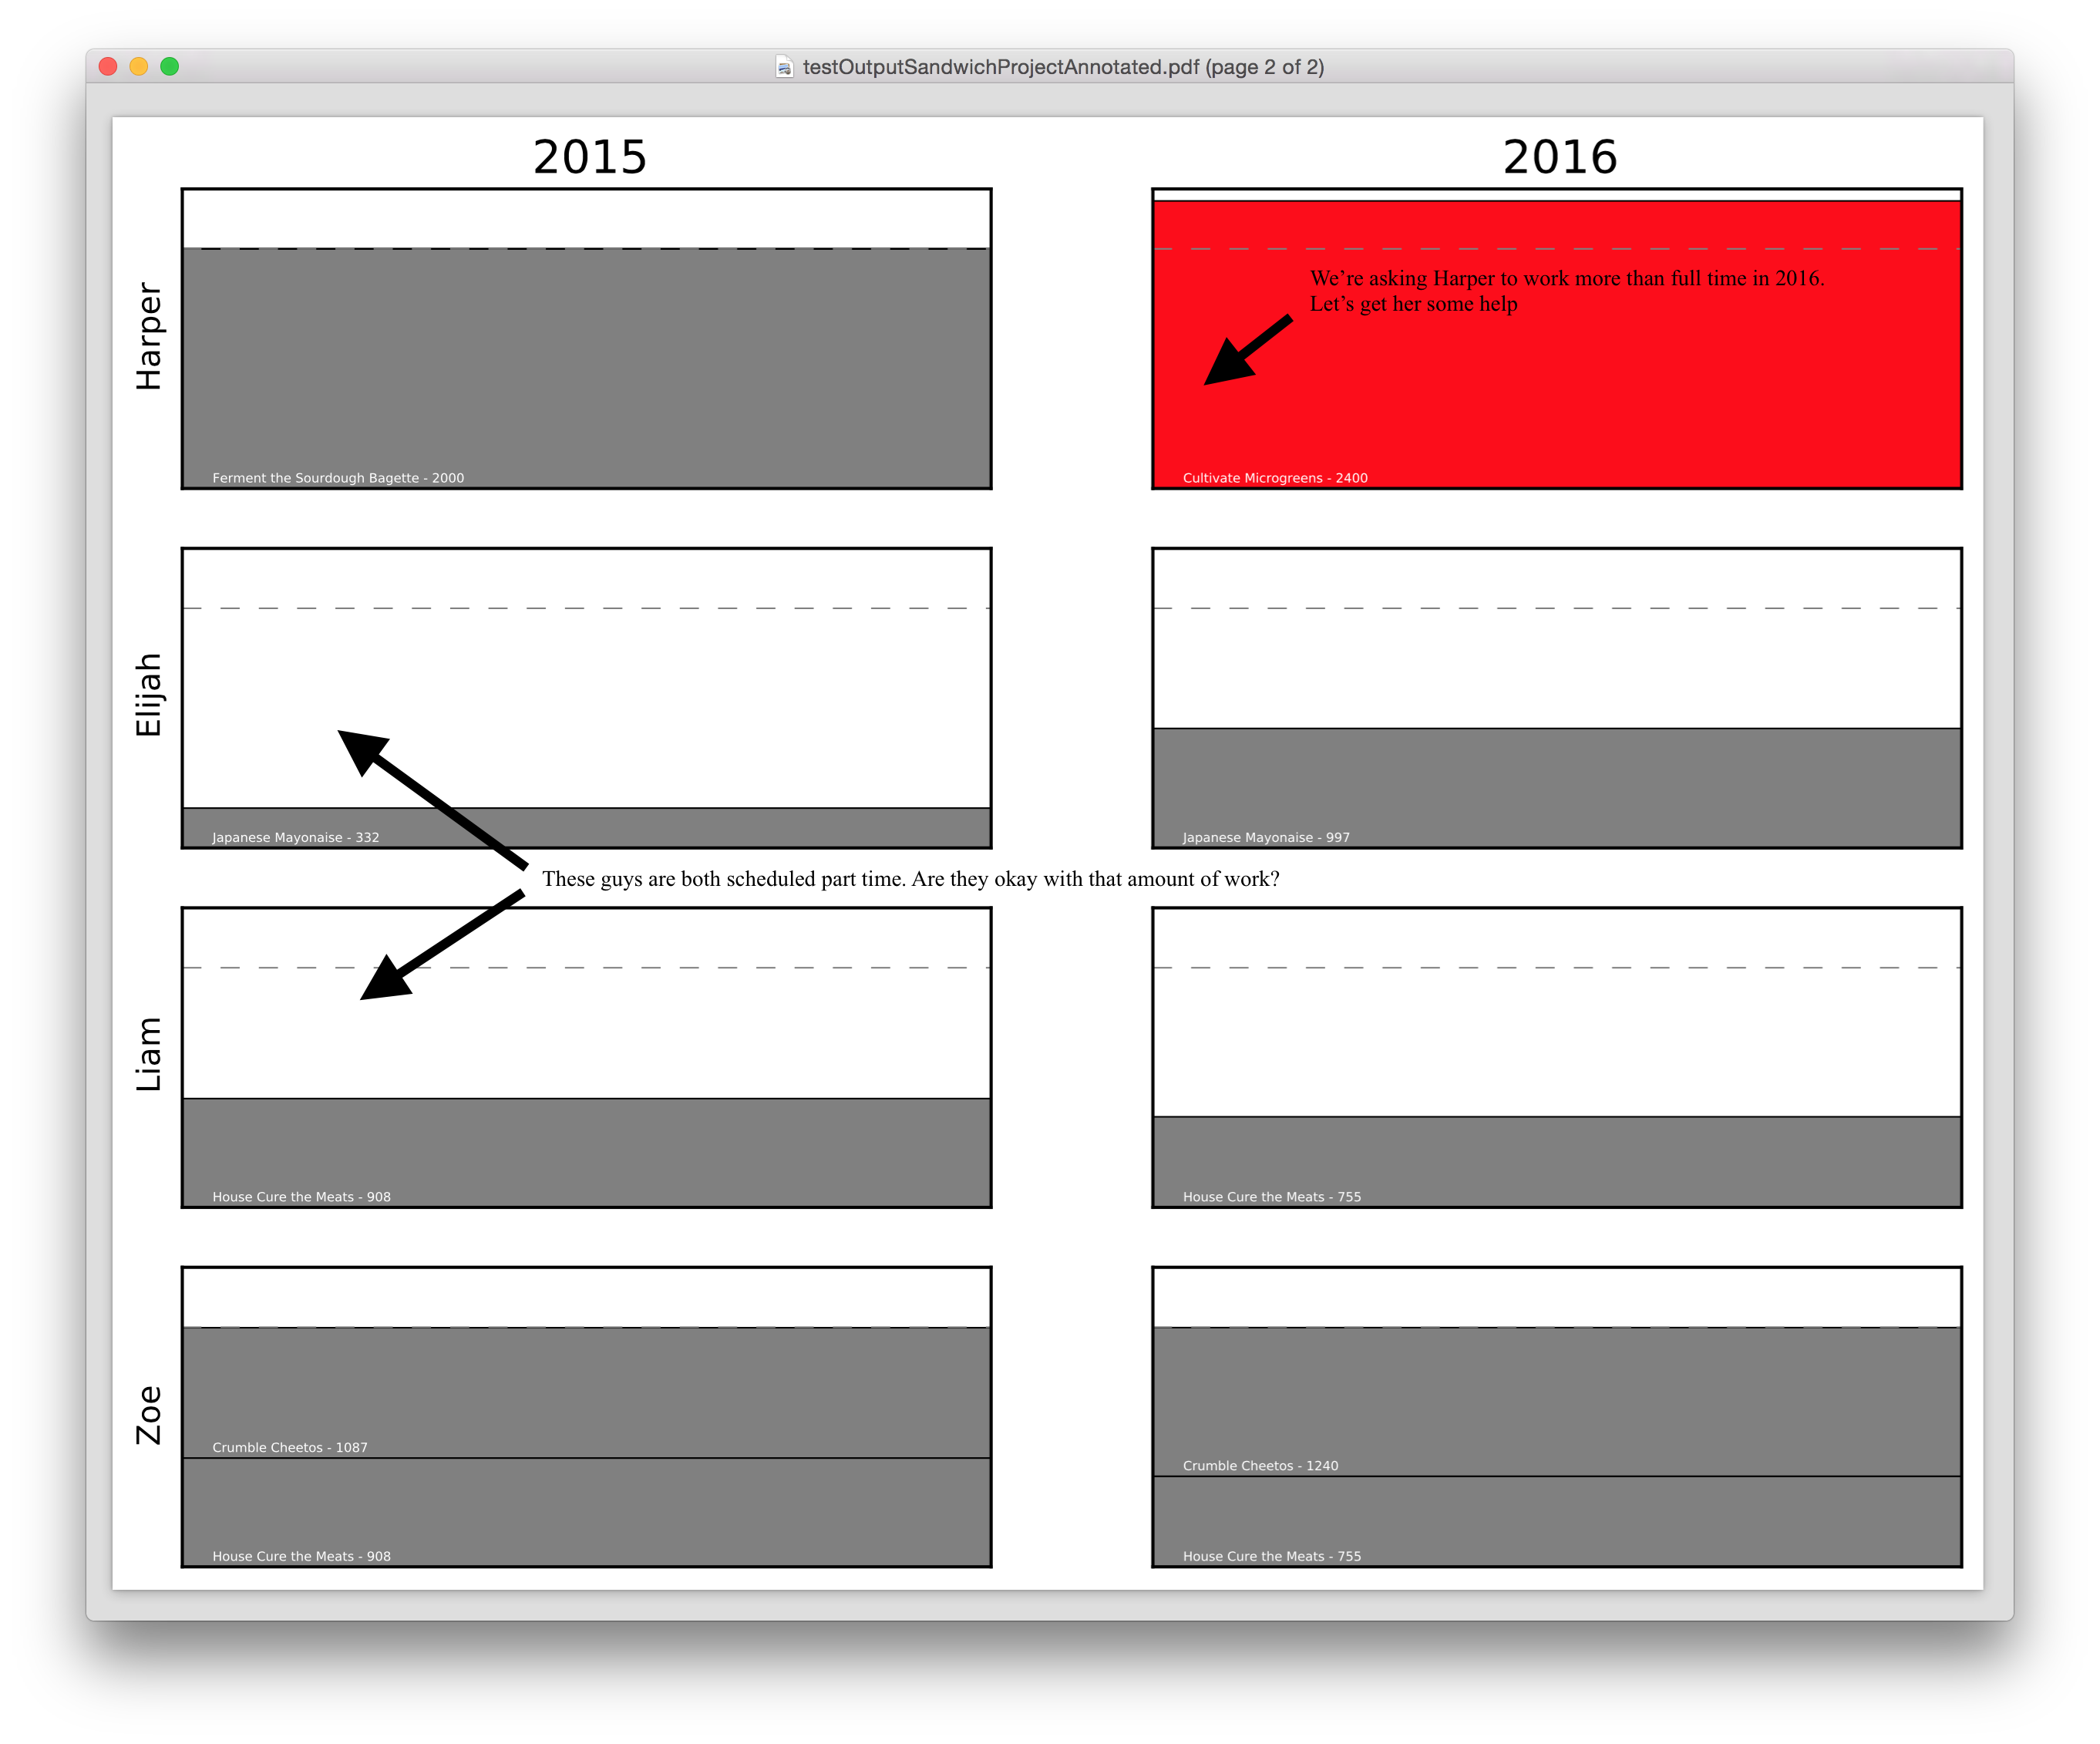 testOutputSandwichProjectAnnotated.pdf (page 2 of 2)
2015
2016
Harper
Ferment the Sourdough Bagette - 2000
We’re asking Harper to work more than full time in 2016.
Let’s get her some help
Cultivate Microgreens - 2400
Elijah
Japanese Mayonaise - 332
Japanese Mayonaise - 997
These guys are both scheduled part time. Are they okay with that amount of work?
Liam
House Cure the Meats - 908
House Cure the Meats - 755
Zoe
Crumble Cheetos - 1087
House Cure the Meats - 908
Crumble Cheetos - 1240
House Cure the Meats - 755